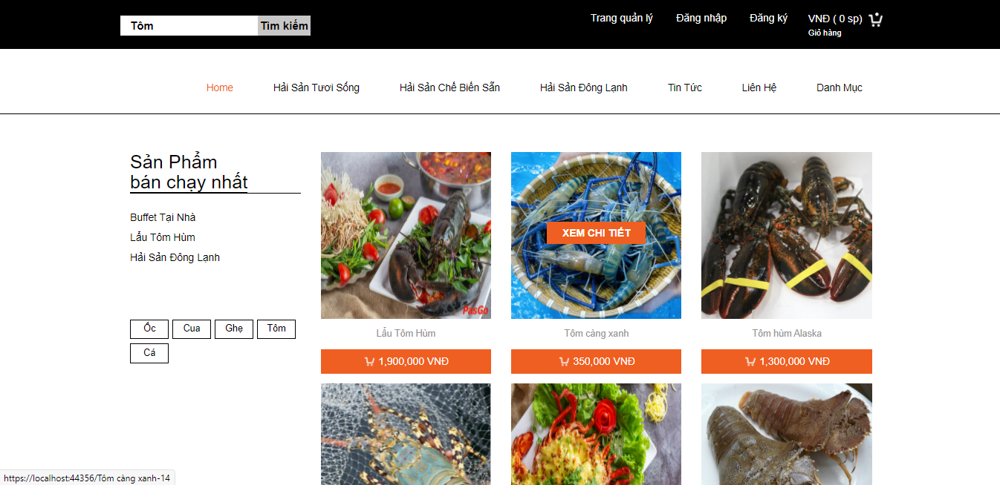 Tôm
Tìm kiếm
Trang quản lý
Đăng nhập
Đăng ký
VNĐ ( 0 sp)
Giỏ hàng
Home
Hải Sản Tươi Sống
Hải Sản Chế Biến Sẵn
Hải Sản Đông Lạnh
Tin Tức
Liên Hệ
Danh Mục
Sản Phẩm
bán chạy nhất
Buffet Tại Nhà
Lẩu Tôm Hùm
Hải Sản Đông Lạnh
Ốc
Cua
Ghẹ
Tôm
Cá
PasGo
Lẩu Tôm Hùm
1,900,000 VNĐ
XEM CHI TIẾT
Tôm càng xanh
350,000 VNĐ
Tôm hùm Alaska
1,300,000 VNĐ
https://localhost:44356/Tôm càng xanh-14